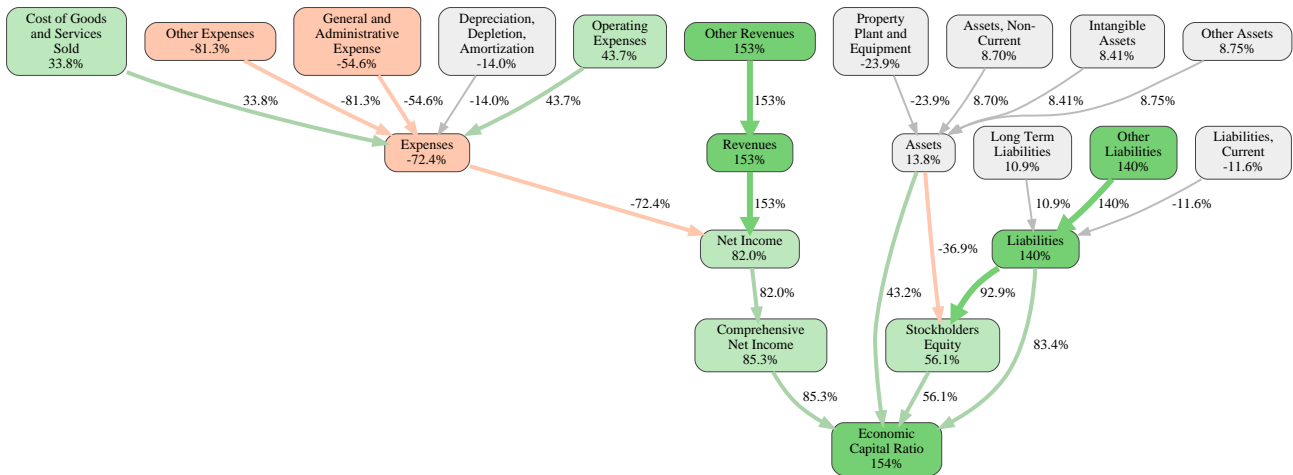 Cost of Goods
and Services
Sold
33.8%
Other Expenses
-81.3%
General and
Administrative
Expense
-54.6%
Depreciation,
Depletion,
Amortization
-14.0%
Operating
Expenses
43.7%
Other Revenues
153%
Property
Plant and
Equipment
-23.9%
Assets, Non-
Current
8.70%
Intangible
Assets
8.41%
Other Assets
8.75%
33.8%
-81.3%
-54.6%
-14.0%
43.7%
153%
-23.9%
8.70%
8.41%
8.75%
Expenses
-72.4%
Revenues
153%
Assets
13.8%
Long Term
Liabilities
10.9%
Other
Liabilities
140%
Liabilities,
Current
-11.6%
-72.4%
153%
10.9%
140%
-11.6%
Net Income
82.0%
-36.9%
Liabilities
140%
82.0%
43.2%
92.9%
Comprehensive
Net Income
85.3%
Stockholders
Equity
56.1%
83.4%
85.3%
56.1%
Economic
Capital Ratio
154%